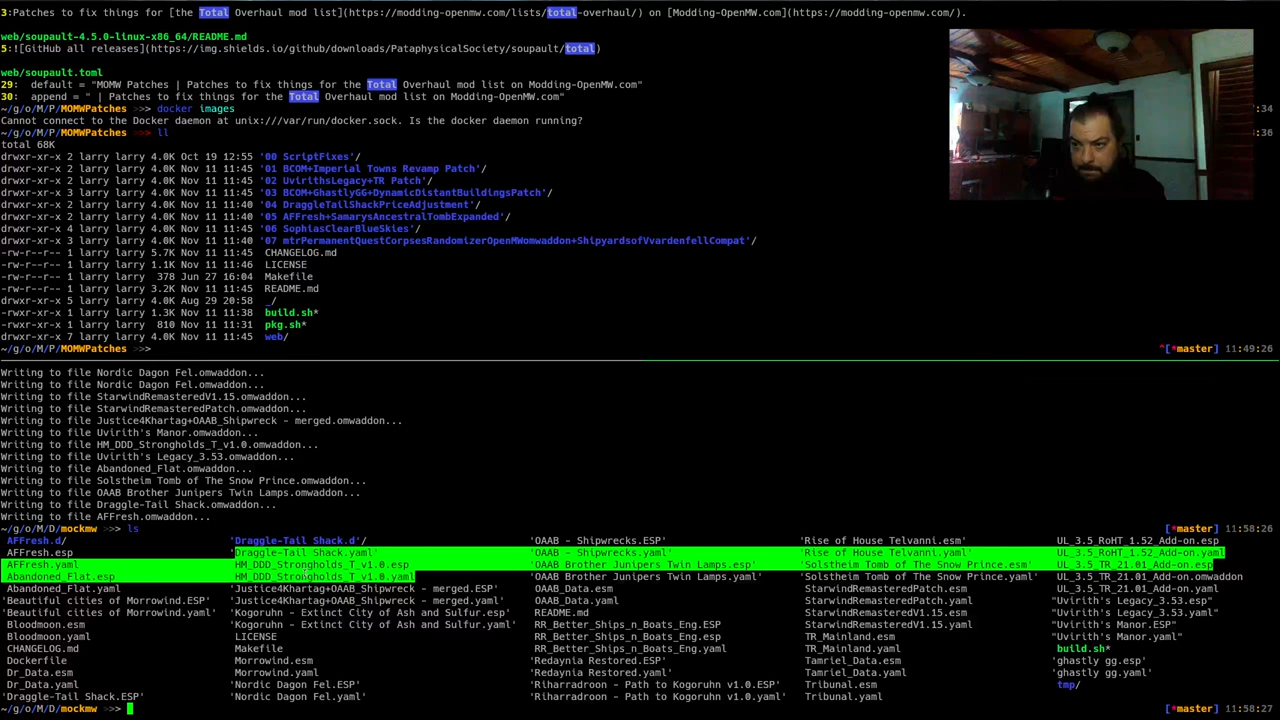 3:Patches to fix things for [the Total Overhaul mod list](https://modding-openmw.com/lists/total-overhaul/) on [Modding-OpenMW.com](https://modding-openmw.com/).
web/soupault-4.5.0-linux-x86_64/README.md
5:![GitHub all releases](https://img.shields.io/github/downloads/PataphysicalSociety/soupault/total)
web/soupault.toml
29:  default = "MOMW Patches | Patches to fix things for the Total Overhaul mod list on Modding-OpenMW.com"
30:  append = " | Patches to fix things for the Total Overhaul mod list on Modding-OpenMW.com"
~/g/o/M/P/MOMWPatches >>> docker images :34
Cannot connect to the Docker daemon at unix:///var/run/docker.sock. Is the docker daemon running?
~/g/o/M/P/MOMWPatches >>> ll :36
total 68K
drwxr-xr-x 2 larry larry 4.0K Oct 19 12:55 '00 ScriptFixes'/
drwxr-xr-x 2 larry larry 4.0K Nov 11 11:45 '01 BCOM+Imperial Towns Revamp Patch'/
drwxr-xr-x 2 larry larry 4.0K Nov 11 11:45 '02 UvirithsLegacy+TR Patch'/
drwxr-xr-x 2 larry larry 4.0K Nov 11 11:45 '03 BCOM+GhastlyGG+DynamicDistantBuildingsPatch'/
drwxr-xr-x 2 larry larry 4.0K Nov 11 11:40 '04 DraggleTailShackPriceAdjustment'/
drwxr-xr-x 2 larry larry 4.0K Nov 11 11:40 '05 AFFresh+SamarysAncestralTombExpanded'/
drwxr-xr-x 4 larry larry 4.0K Nov 11 11:45 '06 SophiasClearBlueSkies'/
drwxr-xr-x 3 larry larry 4.0K Nov 11 11:40 '07 mtrPermanentQuestCorpsesRandomizerOpenMWomwaddon+ShipyardsofVvardenfellCompat'/
-rw-r--r-- 1 larry larry 5.7K Nov 11 11:45 CHANGELOG.md
-rw-r--r-- 1 larry larry 1.1K Nov 11 11:46 LICENSE
-rw-r--r-- 1 larry larry  378 Jun 27 16:04 Makefile
-rw-r--r-- 1 larry larry 3.2K Nov 11 11:45 README.md
drwxr-xr-x 5 larry larry 4.0K Aug 29 20:58 _/
-rwxr-xr-x 1 larry larry 1.3K Nov 11 11:38 build.sh*
-rwxr-xr-x 1 larry larry  810 Nov 11 11:31 pkg.sh*
drwxr-xr-x 7 larry larry 4.0K Nov 11 11:45 web/
~/g/o/M/P/MOMWPatches >>> ^[*master] 11:49:26
Writing to file Nordic Dagon Fel.omwaddon...
Writing to file Nordic Dagon Fel.omwaddon...
Writing to file StarwindRemasteredV1.15.omwaddon...
Writing to file StarwindRemasteredPatch.omwaddon...
Writing to file Justice4Khartag+OAAB_Shipwreck - merged.omwaddon...
Writing to file Uvirith's Manor.omwaddon...
Writing to file HM_DDD_Strongholds_T_v1.0.omwaddon...
Writing to file Uvirith's Legacy_3.53.omwaddon...
Writing to file Abandoned_Flat.omwaddon...
Writing to file Solstheim Tomb of The Snow Prince.omwaddon...
Writing to file OAAB Brother Junipers Twin Lamps.omwaddon...
Writing to file Draggle-Tail Shack.omwaddon...
Writing to file AFFresh.omwaddon...
~/g/o/M/D/mockmw >>> ls [*master] 11:58:26
AFFresh.d/ 'Draggle-Tail Shack.d'/ 'OAAB - Shipwrecks.ESP' 'Rise of House Telvanni.esm' UL_3.5_RoHT_1.52_Add-on.esp
AFFresh.esp 'Draggle-Tail Shack.yaml' 'OAAB - Shipwrecks.yaml' 'Rise of House Telvanni.yaml' UL_3.5_RoHT_1.52_Add-on.yaml
AFFresh.yaml HM_DDD_Strongholds_T_v1.0.esp 'OAAB Brother Junipers Twin Lamps.esp' 'Solstheim Tomb of The Snow Prince.esm' UL_3.5_TR_21.01_Add-on.esp
Abandoned_Flat.esp HM_DDD_Strongholds_T_v1.0.yaml 'OAAB Brother Junipers Twin Lamps.yaml' 'Solstheim Tomb of The Snow Prince.yaml' UL_3.5_TR_21.01_Add-on.omwaddon
Abandoned_Flat.yaml 'Justice4Khartag+OAAB_Shipwreck - merged.ESP' OAAB_Data.esm StarwindRemasteredPatch.esm UL_3.5_TR_21.01_Add-on.yaml
'Beautiful cities of Morrowind.ESP' 'Justice4Khartag+OAAB_Shipwreck - merged.yaml' OAAB_Data.yaml StarwindRemasteredPatch.yaml "Uvirith's Legacy_3.53.esp"
'Beautiful cities of Morrowind.yaml' 'Kogoruhn - Extinct City of Ash and Sulfur.esp' README.md StarwindRemasteredV1.15.esm "Uvirith's Legacy_3.53.yaml"
Bloodmoon.esm 'Kogoruhn - Extinct City of Ash and Sulfur.yaml' RR_Better_Ships_n_Boats_Eng.ESP StarwindRemasteredV1.15.yaml "Uvirith's Manor.ESP"
Bloodmoon.yaml LICENSE RR_Better_Ships_n_Boats_Eng.yaml TR_Mainland.esm "Uvirith's Manor.yaml"
CHANGELOG.md Makefile 'Redaynia Restored.ESP' TR_Mainland.yaml build.sh*
Dockerfile Morrowind.esm 'Redaynia Restored.yaml' Tamriel_Data.esm 'ghastly gg.esp'
Dr_Data.esm Morrowind.yaml 'Riharradroon - Path to Kogoruhn v1.0.ESP' Tamriel_Data.yaml 'ghastly gg.yaml'
Dr_Data.yaml 'Nordic Dagon Fel.ESP' 'Riharradroon - Path to Kogoruhn v1.0.yaml' Tribunal.esm tmp/
'Draggle-Tail Shack.ESP' 'Nordic Dagon Fel.yaml' Tribunal.yaml
~/g/o/M/D/mockmw >>> [*master] 11:58:27